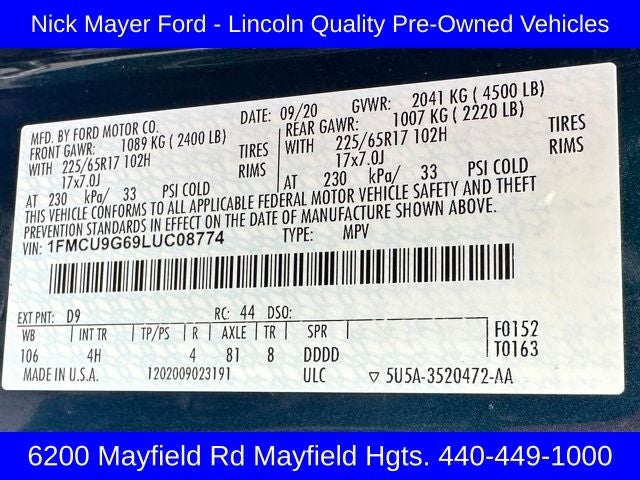 Nick Mayer Ford - Lincoln Quality Pre-Owned Vehicles
MFD. BY FORD MOTOR CO. DATE: 09/20 GVWR: 2041 KG ( 4500 LB)
FRONT GAWR: 1089 KG ( 2400 LB) REAR GAWR: 1007 KG ( 2220 LB)
WITH 225/65R17 102H TIRES WITH 225/65R17 102H TIRES
17x7.0J RIMS 17x7.0J RIMS
AT 230 kPa/ 33 PSI COLD AT 230 kPa/ 33 PSI COLD
THIS VEHICLE CONFORMS TO ALL APPLICABLE FEDERAL MOTOR VEHICLE SAFETY AND THEFT
PREVENTION STANDARDS IN EFFECT ON THE DATE OF MANUFACTURE SHOWN ABOVE.
VIN: 1FMCU9G69LUC08774 TYPE: MPV
EXT PNT: D9 RC: 44 DSO:
WB INT TR TP/PS R AXLE TR SPR F0152
106 4H 4 81 8 DDDD T0163
MADE IN U.S.A. 1202009023191 ULC ▽ 5U5A-3520472-AA
6200 Mayfield Rd Mayfield Hgts. 440-449-1000